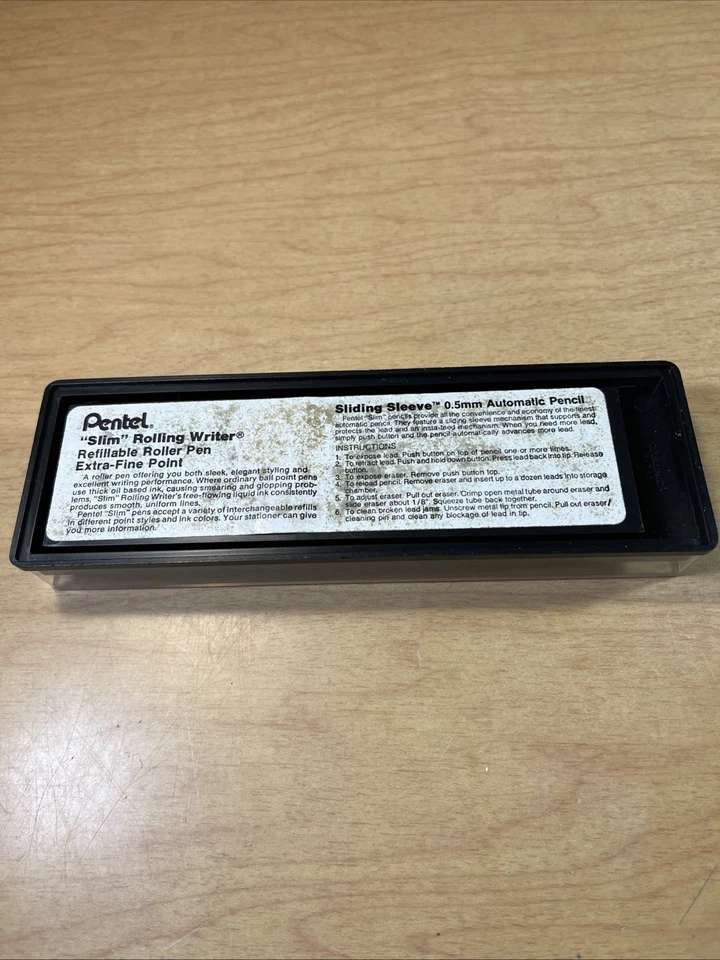 Pentel®
"Slim" Rolling Writer®
Refillable Roller Pen
Extra-Fine Point
A roller pen offering you both sleek, elegant styling and
excellent writing performance. Where ordinary ball point pens
use thick oil based ink, causing smearing and glopping prob-
lems, "Slim" Rolling Writer's free-flowing liquid ink consistently
produces smooth, uniform lines.
Pentel "Slim" pens accept a variety of interchangeable refills
in different point styles and ink colors. Your stationer can give
you more information.
Sliding Sleeve™ 0.5mm Automatic Pencil
Pentel "Slim" pencils provide all the convenience and economy of the finest
automatic pencil. They feature a sliding sleeve mechanism that supports and
protects the lead and an insta-feed mechanism. When you need more lead,
simply push button and the pencil automatically advances more lead.
INSTRUCTIONS
1. To expose lead. Push button on top of pencil one or more times.
2. To retract lead. Push and hold down button. Press lead back into tip. Release
button.
3. To expose eraser. Remove push button top.
4. To reload pencil. Remove eraser and insert up to a dozen leads into storage
chamber.
5. To adjust eraser. Pull out eraser. Crimp open metal tube around eraser and
slide eraser about 1/8". Squeeze tube back together.
6. To clean broken lead jams. Unscrew metal tip from pencil. Pull out eraser/
cleaning pin and clean any blockage of lead in tip.